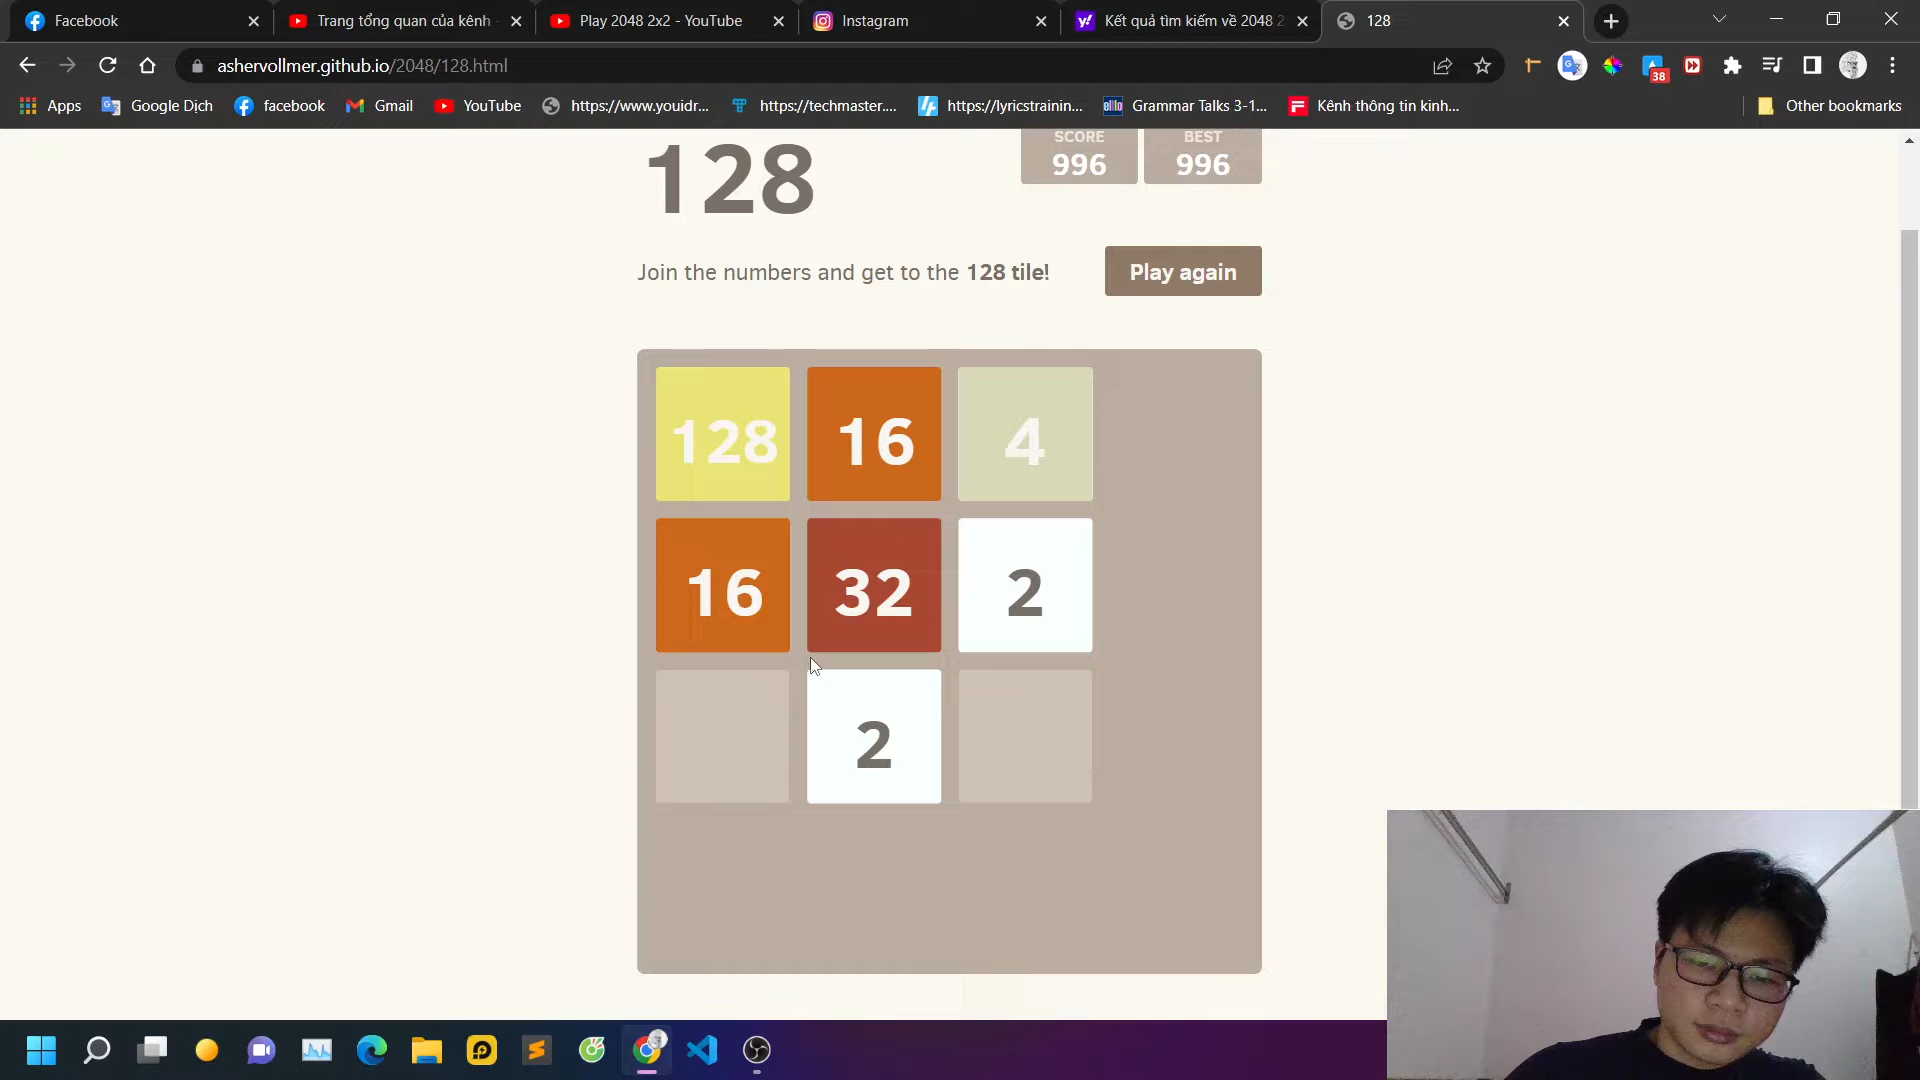 Facebook
Trang tổng quan của kênh -
Play 2048 2x2 - YouTube
Instagram
Kết quả tìm kiếm về 2048 2
128
ashervollmer.github.io/2048/128.html
38
Apps
Google Dịch
facebook
Gmail
YouTube
https://www.youidr...
https://techmaster....
https://lyricstrainin...
Grammar Talks 3-1...
Kênh thông tin kinh...
Other bookmarks
128
SCORE
996
BEST
996
Join the numbers and get to the 128 tile!
Play again
128 16 4
16 32 2
2